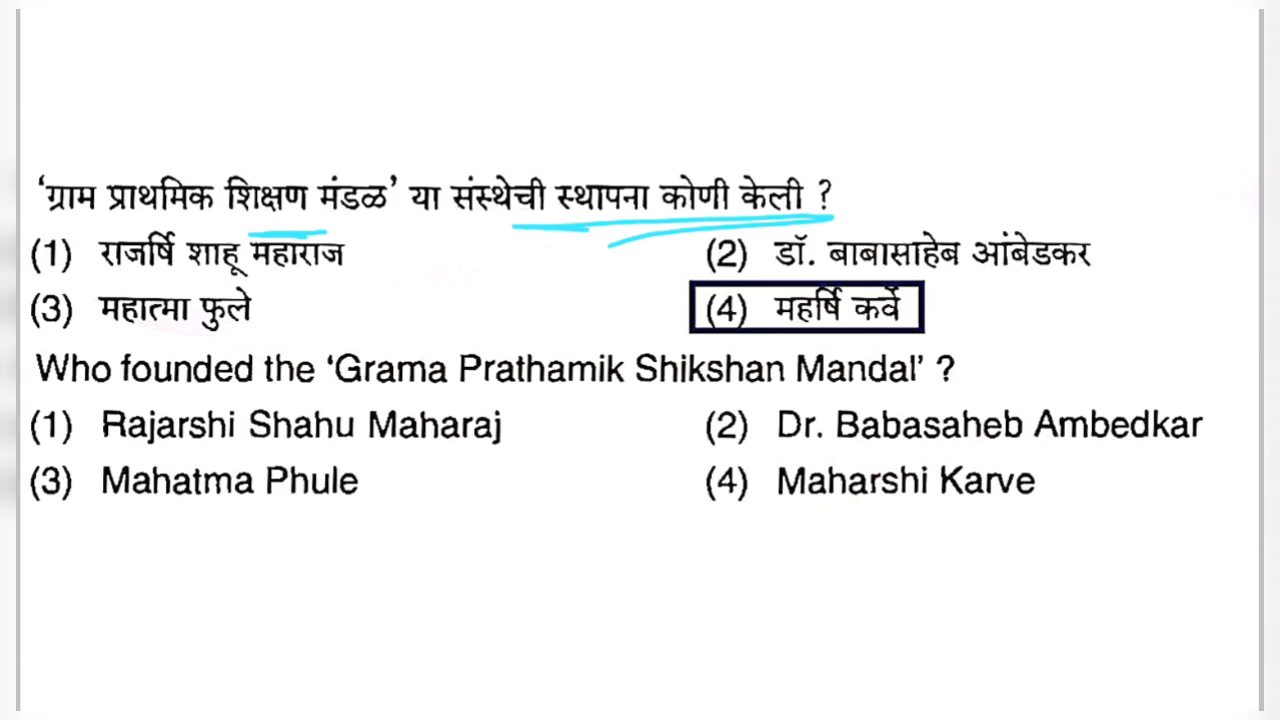 'ग्राम प्राथमिक शिक्षण मंडळ' या संस्थेची स्थापना कोणी केली ?
(1) राजर्षि शाहू महाराज (2) डॉ. बाबासाहेब आंबेडकर
(3) महात्मा फुले (4) महर्षि कर्वे
Who founded the 'Grama Prathamik Shikshan Mandal' ?
(1) Rajarshi Shahu Maharaj (2) Dr. Babasaheb Ambedkar
(3) Mahatma Phule (4) Maharshi Karve